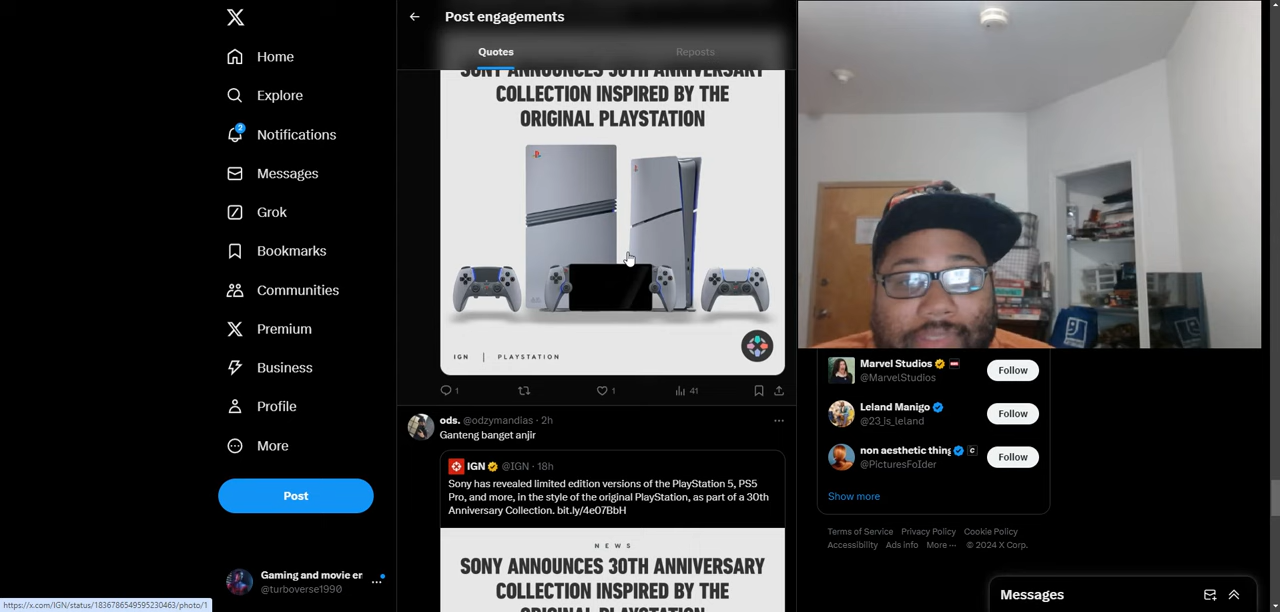 Post engagements
Quotes
Reposts
SONY ANNOUNCES 30TH ANNIVERSARY
COLLECTION INSPIRED BY THE
ORIGINAL PLAYSTATION
IGN | PLAYSTATION
1
1
41
ods. @odzymandias · 2h
Ganteng banget anjir
IGN @IGN · 18h
Sony has revealed limited edition versions of the PlayStation 5, PS5
Pro, and more, in the style of the original PlayStation, as part of a 30th
Anniversary Collection. bit.ly/4e07BbH
NEWS
SONY ANNOUNCES 30TH ANNIVERSARY
COLLECTION INSPIRED BY THE
Home
Explore
2
Notifications
Messages
Grok
Bookmarks
Communities
Premium
Business
Profile
More
Post
Gaming and movie er
@turboverse1990
...
https://x.com/IGN/status/1836786549595230463/photo/1
Marvel Studios
@MarvelStudios
Follow
Leland Manigo
@23_is_leland
Follow
non aesthetic thing
@PicturesFoIder
Follow
Show more
Terms of Service Privacy Policy Cookie Policy
Accessibility Ads info More ... © 2024 X Corp.
Messages